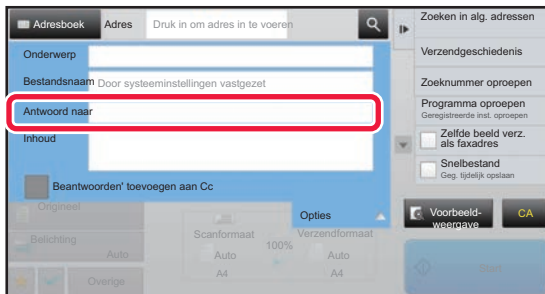 Adresboek
Adres
Druk in om adres in te voeren
Onderwerp
Bestandsnaam
Door systeeminstellingen vastgezet
Antwoord naar
Inhoud
Beantwoorden' toevoegen aan Cc
Opties
Origineel
Belichting
Auto
Overige
Scanformaat
Auto
A4
100%
Verzendformaat
Auto
A4
Zoeken in alg. adressen
Verzendgeschiedenis
Zoeknummer oproepen
Programma oproepen
Geregistreerde inst. oproepen
Zelfde beeld verz.
als faxadres
Snelbestand
Geg. tijdelijk opslaan
Voorbeeld-
weergave
CA
Start